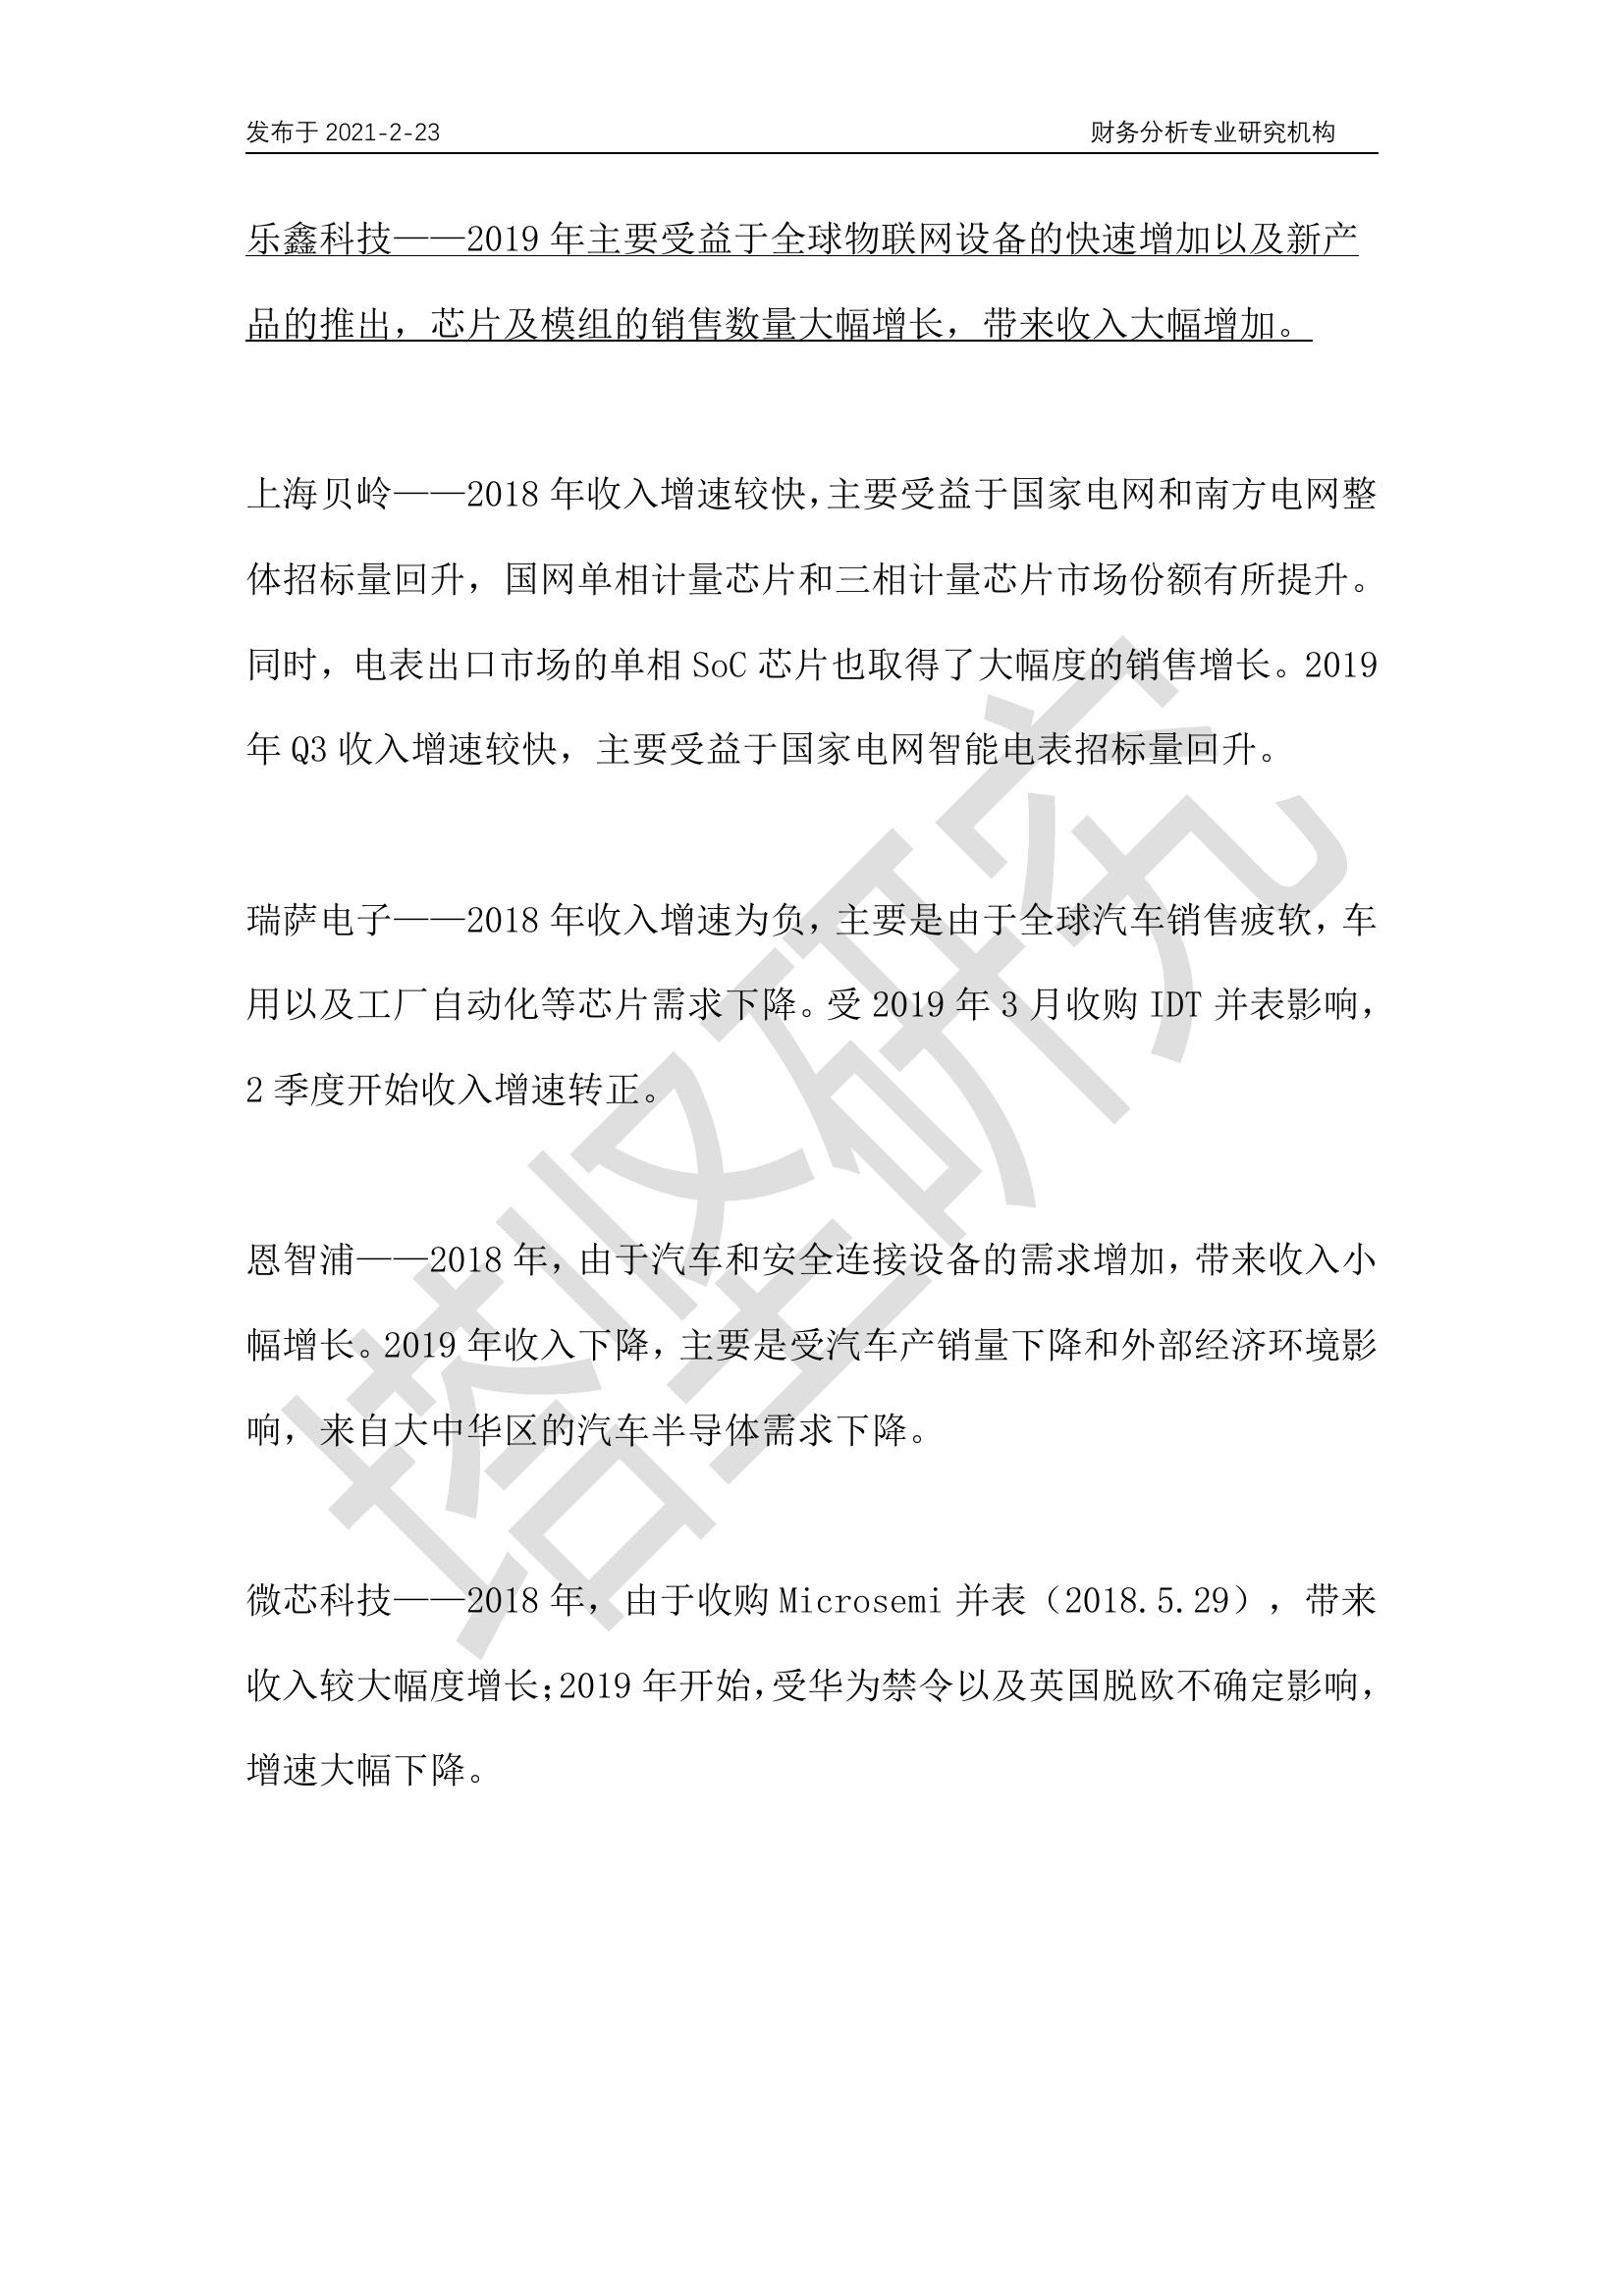 发布于 2021-2-23 财务分析专业研究机构
乐鑫科技——2019 年主要受益于全球物联网设备的快速增加以及新产
品的推出，芯片及模组的销售数量大幅增长，带来收入大幅增加。
上海贝岭——2018 年收入增速较快，主要受益于国家电网和南方电网整
体招标量回升，国网单相计量芯片和三相计量芯片市场份额有所提升。
同时，电表出口市场的单相 SoC 芯片也取得了大幅度的销售增长。2019
年 Q3 收入增速较快，主要受益于国家电网智能电表招标量回升。
瑞萨电子——2018 年收入增速为负，主要是由于全球汽车销售疲软，车
用以及工厂自动化等芯片需求下降。受 2019 年 3 月收购 IDT 并表影响，
2 季度开始收入增速转正。
恩智浦——2018 年，由于汽车和安全连接设备的需求增加，带来收入小
幅增长。2019 年收入下降，主要是受汽车产销量下降和外部经济环境影
响，来自大中华区的汽车半导体需求下降。
微芯科技——2018 年，由于收购 Microsemi 并表（2018.5.29），带来
收入较大幅度增长；2019 年开始，受华为禁令以及英国脱欧不确定影响，
增速大幅下降。
塔坚研究